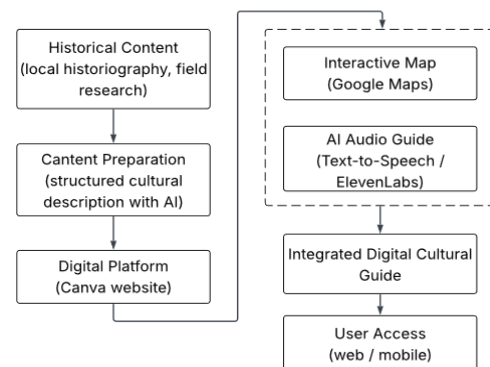 Historical Content
(local historiography, field
research)
Cantent Preparation
(structured cultural
description with AI)
Digital Platform
(Canva website)
Interactive Map
(Google Maps)
AI Audio Guide
(Text-to-Speech /
ElevenLabs)
Integrated Digital Cultural
Guide
User Access
(web / mobile)